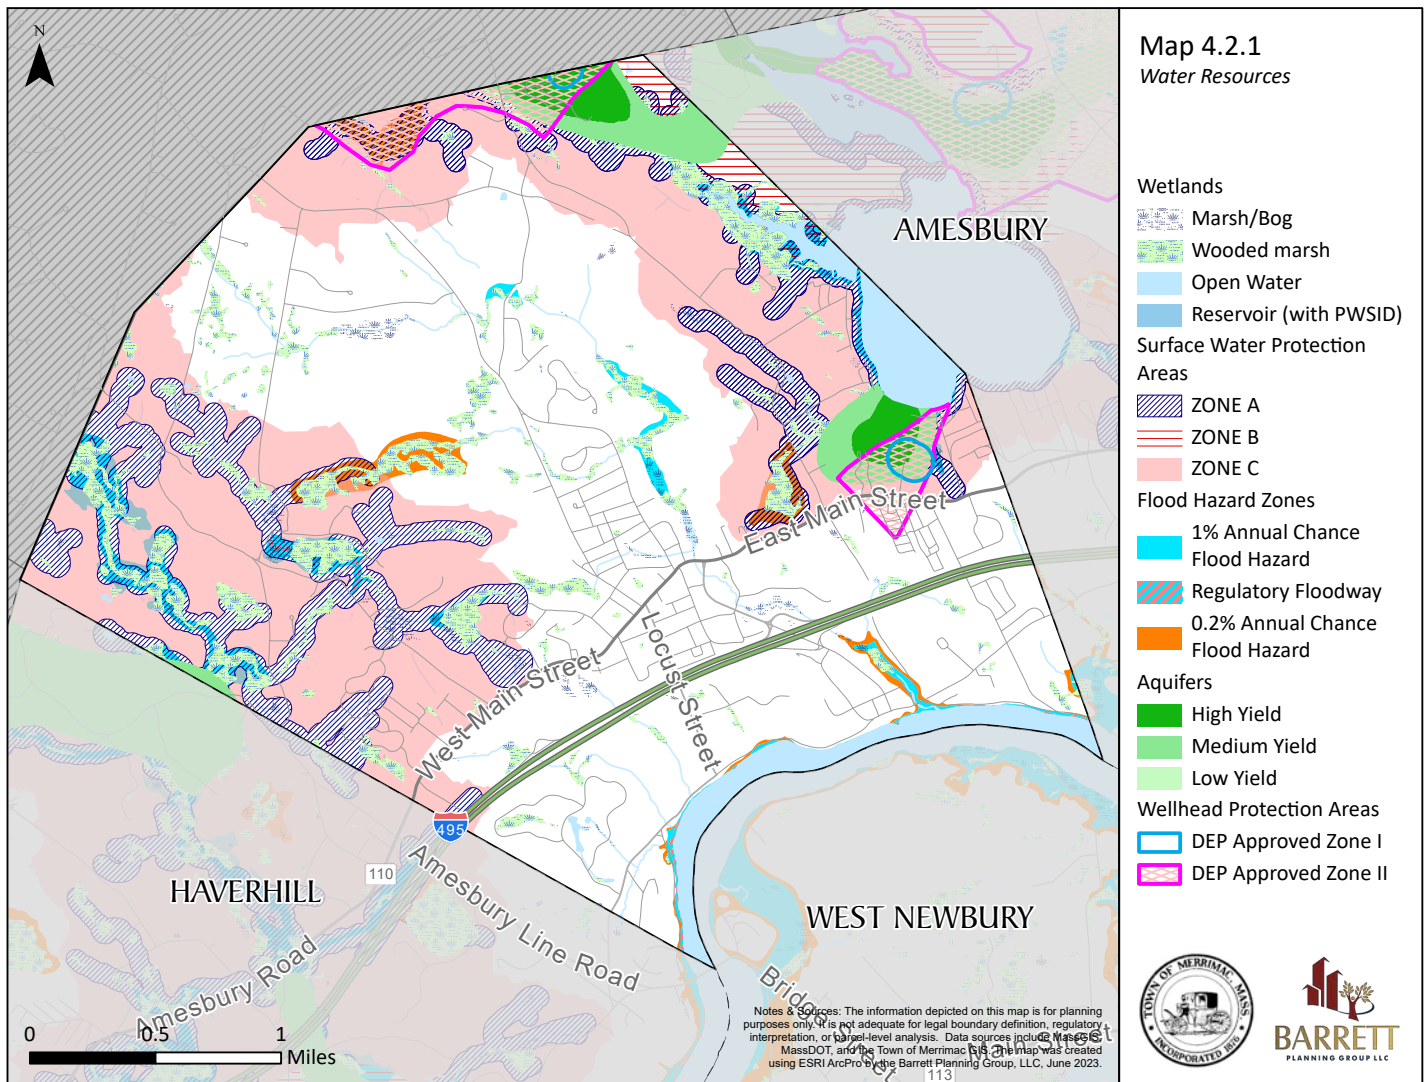 Map 4.2.1
Water Resources
N
Wetlands
Marsh/Bog
Wooded marsh
Open Water
Reservoir (with PWSID)
Surface Water Protection
Areas
ZONE A
ZONE B
ZONE C
Flood Hazard Zones
1% Annual Chance
Flood Hazard
Regulatory Floodway
0.2% Annual Chance
Flood Hazard
Aquifers
High Yield
Medium Yield
Low Yield
Wellhead Protection Areas
DEP Approved Zone I
DEP Approved Zone II
AMESBURY
East Main Street
Locust Street
West Main Street
495
110
HAVERHILL
Amesbury Line Road
WEST NEWBURY
Amesbury Road
Bridge Street
Main Street
113
0 0.5 1
Miles
Notes & Sources: The information depicted on this map is for planning
purposes only. It is not adequate for legal boundary definition, regulatory
interpretation, or parcel-level analysis. Data sources include MassGIS,
MassDOT, and the Town of Merrimac GIS. The map was created
using ESRI ArcPro by the Barrett Planning Group, LLC, June 2023.
TOWN OF MERRIMAC, MASS
INCORPORATED 1876
BARRETT
PLANNING GROUP LLC